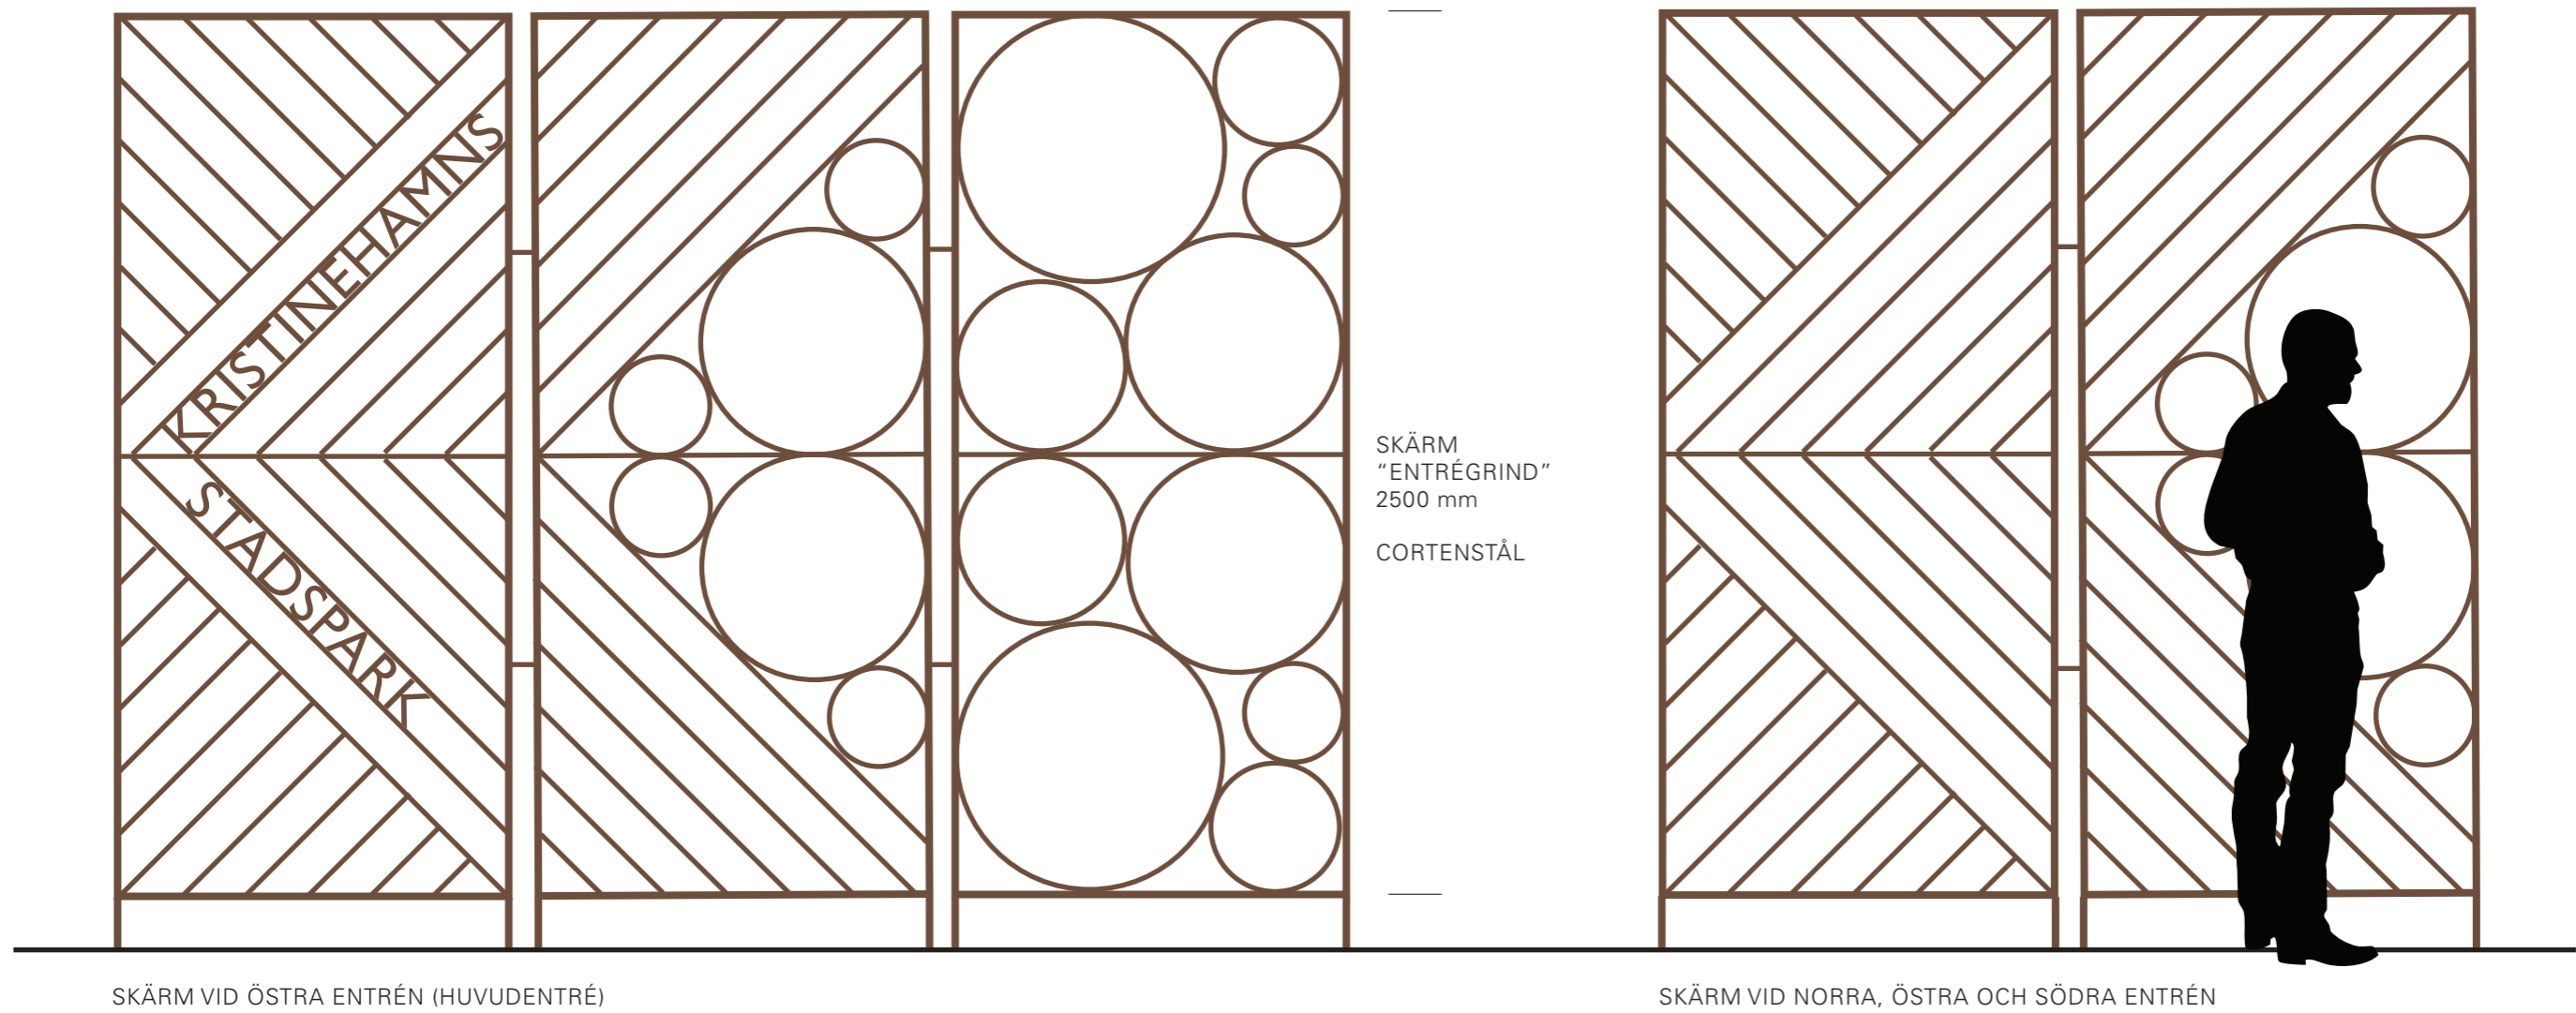 KRISTINEHAMNS
STADSPARK
SKÄRM
“ENTRÉGRIND”
2500 mm
CORTENSTÅL
SKÄRM VID ÖSTRA ENTRÉN (HUVUDENTRÉ)
SKÄRM VID NORRA, ÖSTRA OCH SÖDRA ENTRÉN